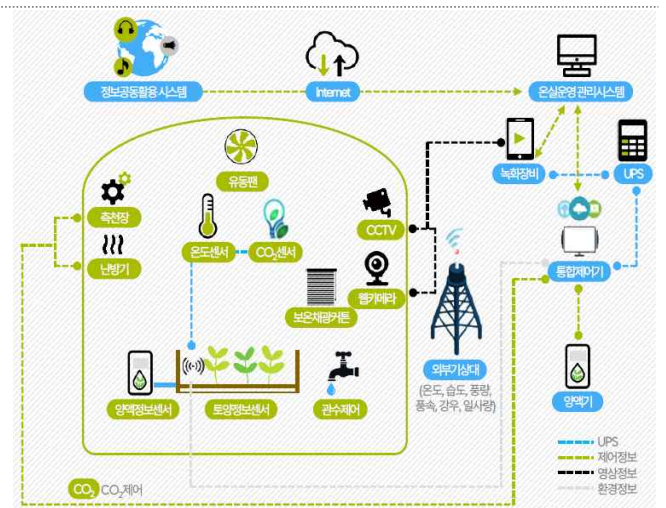 정보공동활용 시스템
Internet
온실운영 관리시스템
녹화장비
UPS
유동팬
측천장
난방기
온도센서
CO₂센서
CCTV
웹카메라
보온채광커튼
통합제어기
외부기상대
(온도, 습도, 풍량,
풍속, 강우, 일사량)
양액기
양액정보센서
토양정보센서
관수제어
UPS
제어정보
영상정보
환경정보
CO₂ CO₂제어